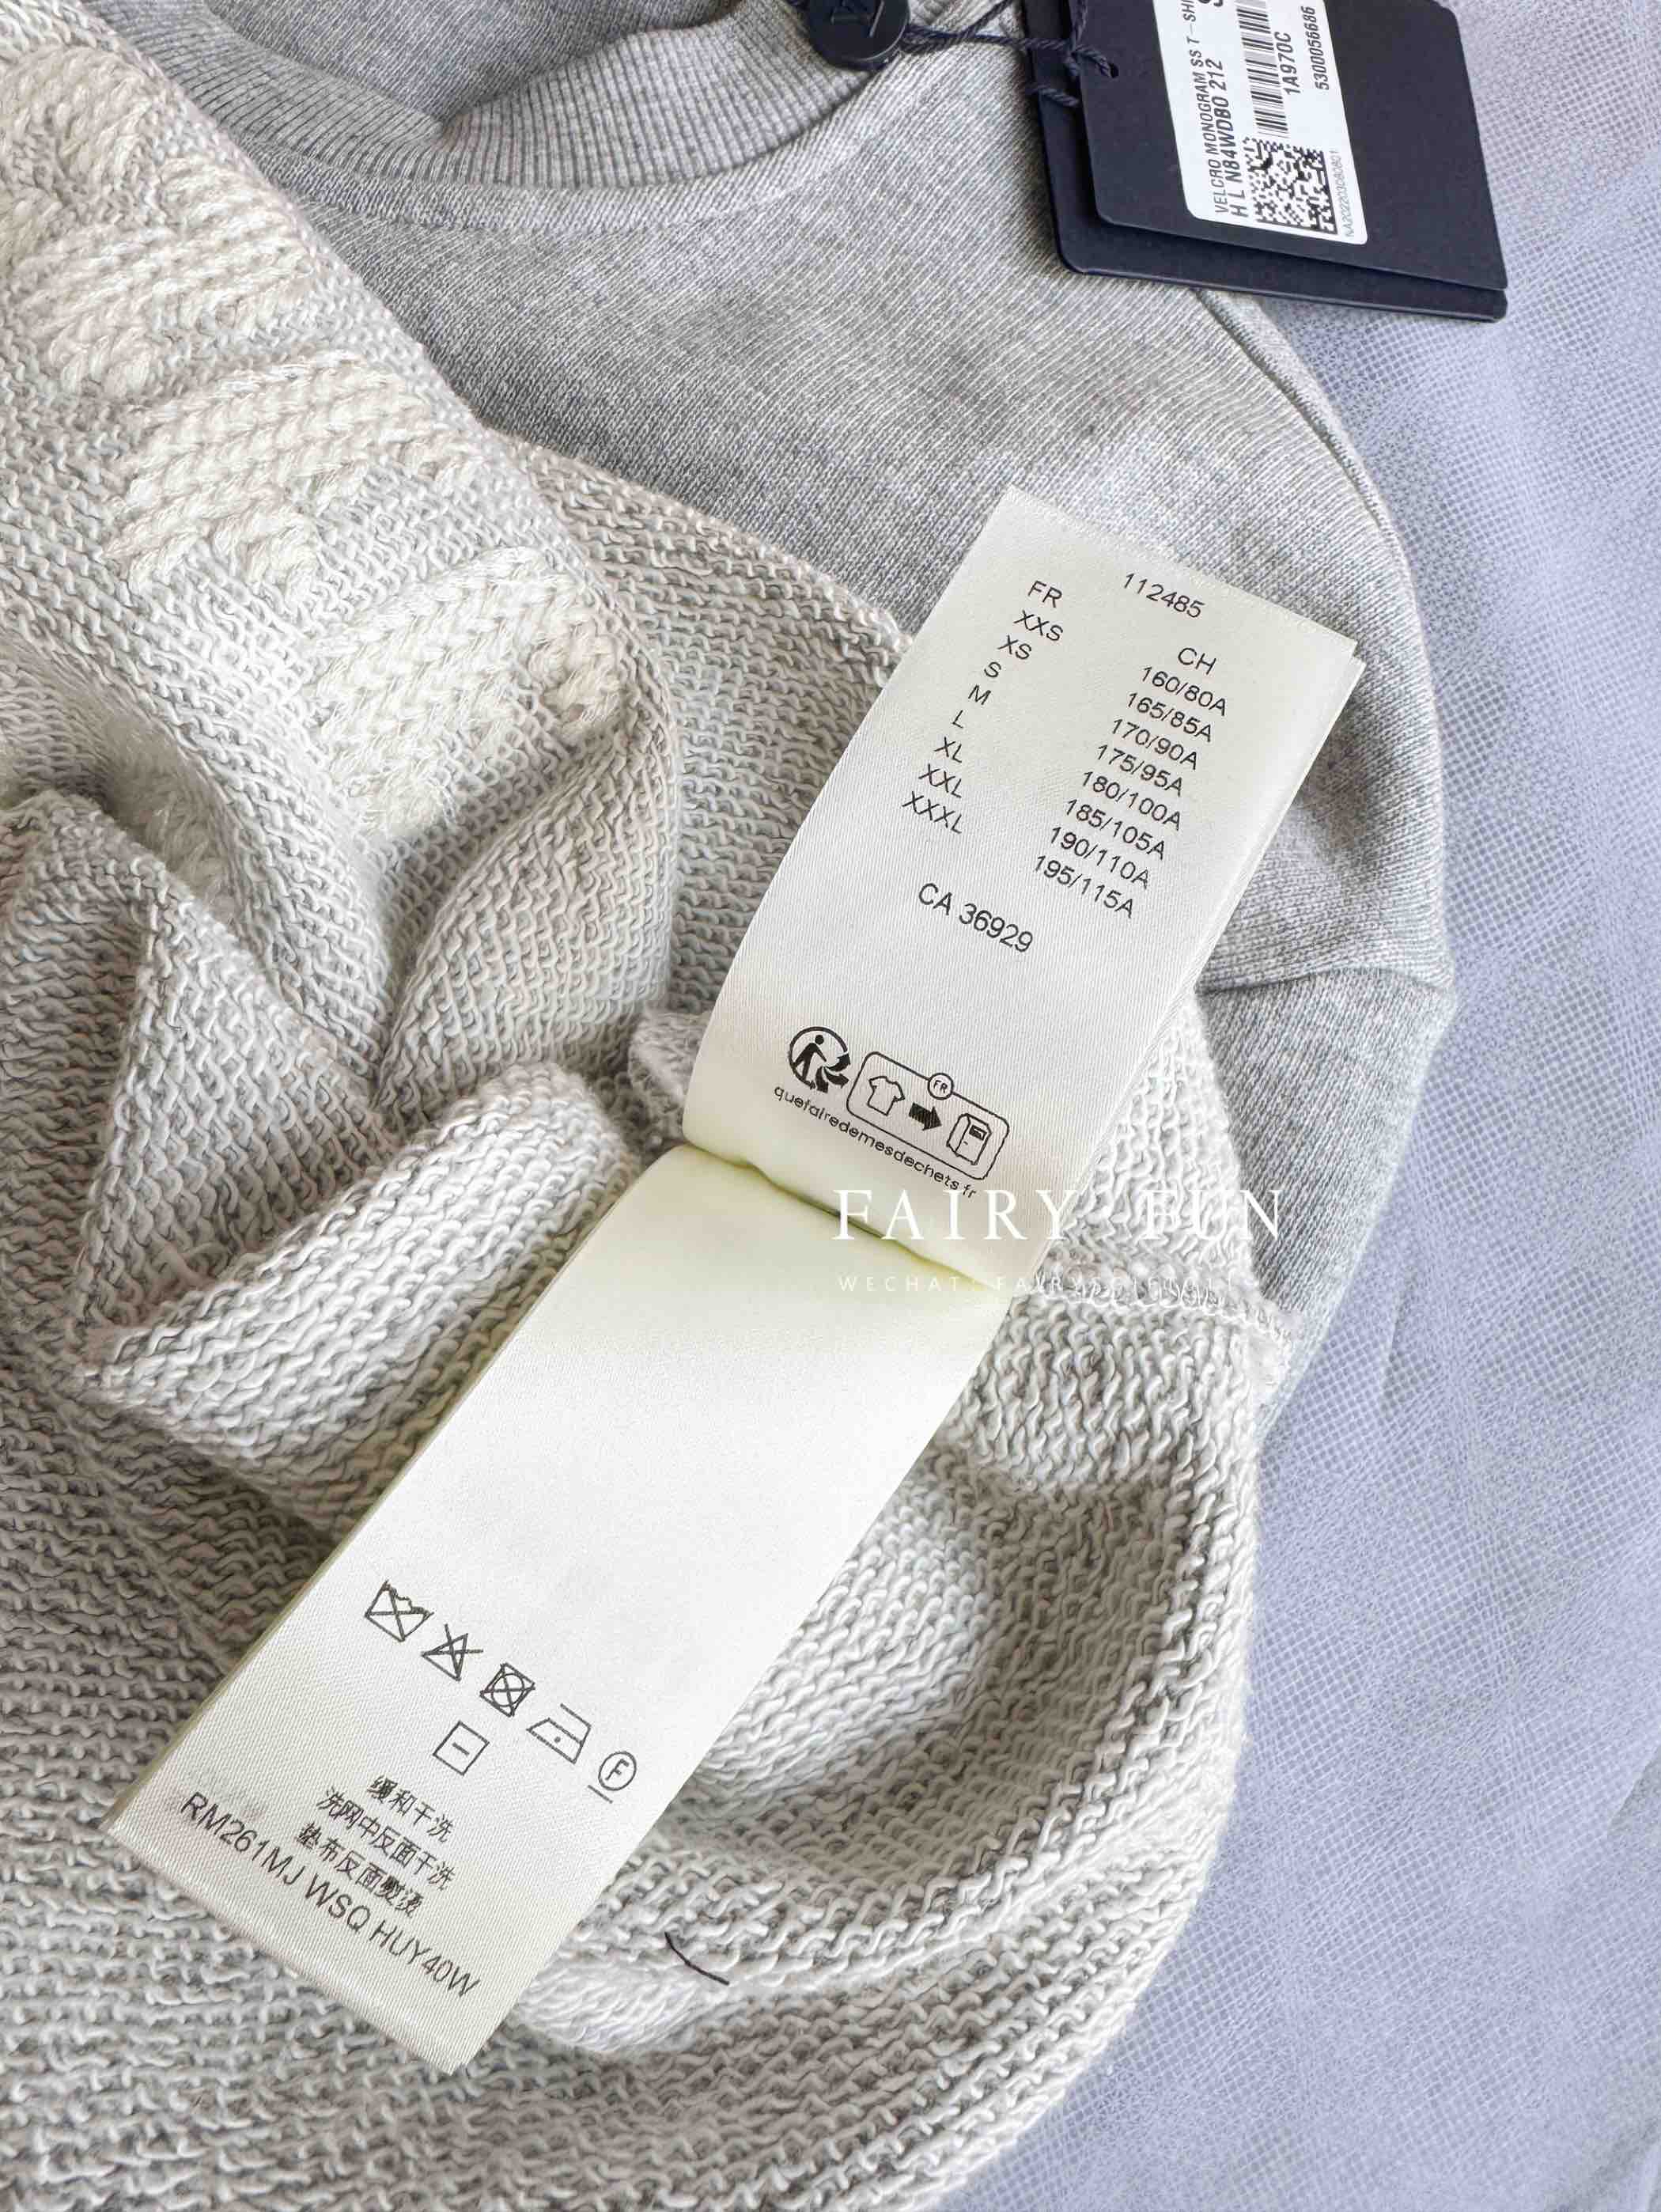 VELCRO MONOGRAM SS T-SH
H L N84WDB0 212
1A970C
5300056686
112485
FR CH
XXS 160/80A
XS 165/85A
S 170/90A
M 175/95A
L 180/100A
XL 185/105A
XXL 190/110A
XXXL 195/115A
CA 36929
FR
quefairedemesdechets.fr
FAIRY FUN
F
缓和干洗
洗网中反面干洗
垫布反面熨烫
RM261MJ WSQ HUY40W